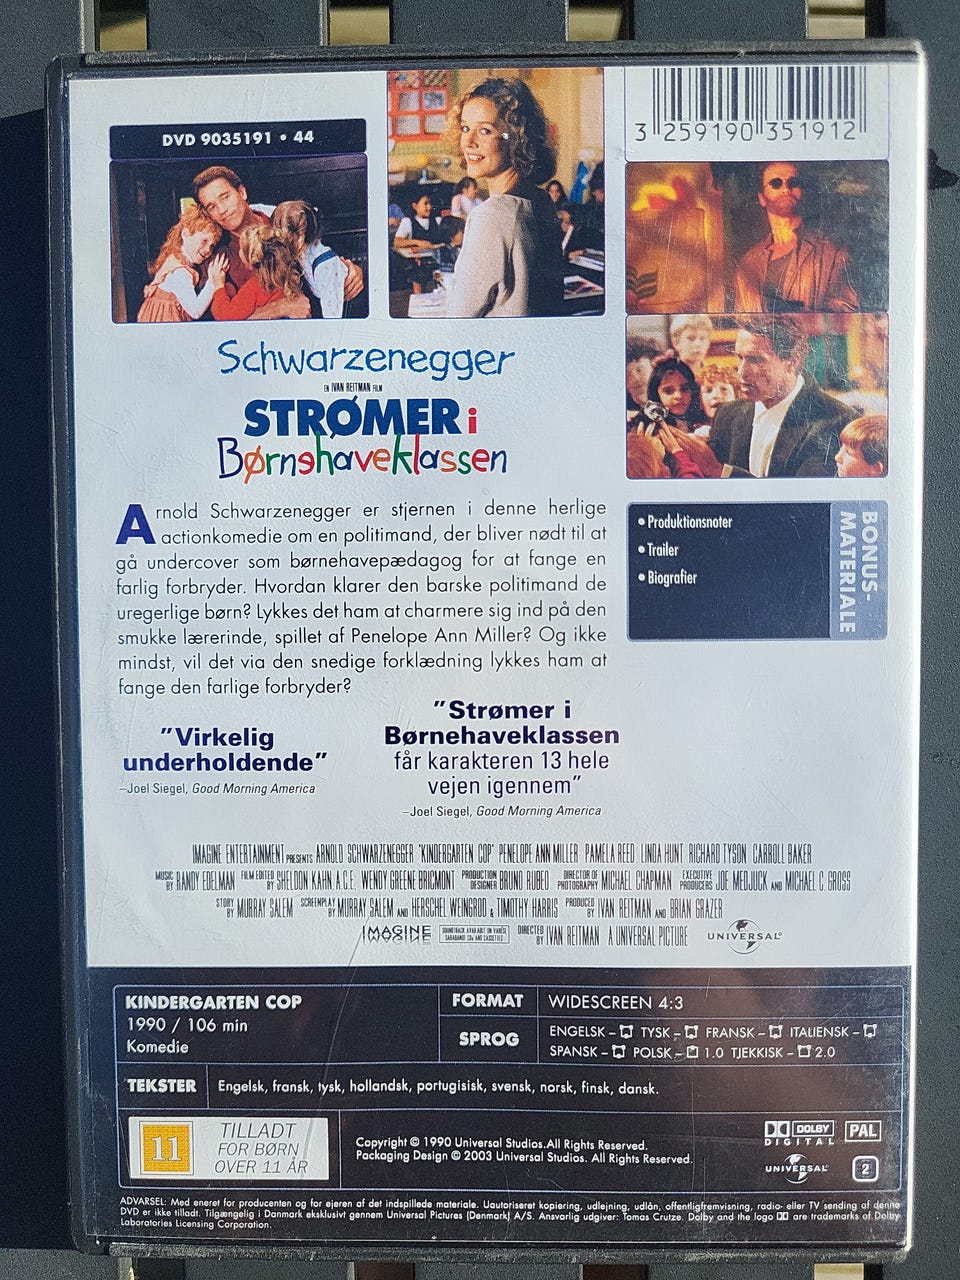 DVD 9035191 • 44
3 259190 351912
Schwarzenegger
EN IVAN REITMAN FILM
STRØMER i
Børnehaveklassen
Arnold Schwarzenegger er stjernen i denne herlige
actionkomedie om en politimand, der bliver nødt til at
gå undercover som børnehavepædagog for at fange en
farlig forbryder. Hvordan klarer den barske politimand de
uregerlige børn? Lykkes det ham at charmere sig ind på den
smukke lærerinde, spillet af Penelope Ann Miller? Og ikke
mindst, vil det via den snedige forklædning lykkes ham at
fange den farlige forbryder?
• Produktionsnoter
• Trailer
• Biografier
BONUS-
MATERIALE
"Virkelig
underholdende"
–Joel Siegel, Good Morning America
"Strømer i
Børnehaveklassen
får karakteren 13 hele
vejen igennem"
–Joel Siegel, Good Morning America
IMAGINE ENTERTAINMENT PRESENTS ARNOLD SCHWARZENEGGER "KINDERGARTEN COP" PENELOPE ANN MILLER PAMELA REED LINDA HUNT RICHARD TYSON CARROLL BAKER
MUSIC BY RANDY EDELMAN FILM EDITED BY SHELDON KAHN, A.C.E. WENDY GREENE BRICMONT PRODUCTION DESIGNER BRUNO RUBEO DIRECTOR OF PHOTOGRAPHY MICHAEL CHAPMAN EXECUTIVE PRODUCERS JOE MEDJUCK AND MICHAEL C. GROSS
STORY BY MURRAY SALEM SCREENPLAY BY MURRAY SALEM AND HERSCHEL WEINGROD & TIMOTHY HARRIS PRODUCED BY IVAN REITMAN AND BRIAN GRAZER
IMAGINE SOUNDTRACK AVAILABLE ON VARÈSE SARABANDE CDs AND CASSETTES DIRECTED BY IVAN REITMAN A UNIVERSAL PICTURE UNIVERSAL
KINDERGARTEN COP
1990 / 106 min
Komedie
FORMAT WIDESCREEN 4:3
SPROG ENGELSK – TYSK – FRANSK – ITALIENSK –
SPANSK – POLSK – 1.0 TJEKKISK – 2.0
TEKSTER Engelsk, fransk, tysk, hollandsk, portugisisk, svensk, norsk, finsk, dansk.
11
TILLADT
FOR BØRN
OVER 11 ÅR
Copyright © 1990 Universal Studios.All Rights Reserved.
Packaging Design © 2003 Universal Studios. All Rights Reserved.
DOLBY
DIGITAL
PAL
UNIVERSAL
2
ADVARSEL: Med eneret for producenten og for ejeren af det indspillede materiale. Uautoriseret kopiering, udlejning, udlån, offentligfremvisning, radio- eller TV sending af denne
DVD er ikke tilladt. Tilgængelig i Danmark eksklusivt gennem Universal Pictures (Denmark) A/S. Ansvarlig udgiver: Tomas Crutze. Dolby and the logo are trademarks of Dolby
Laboratories Licensing Corporation.